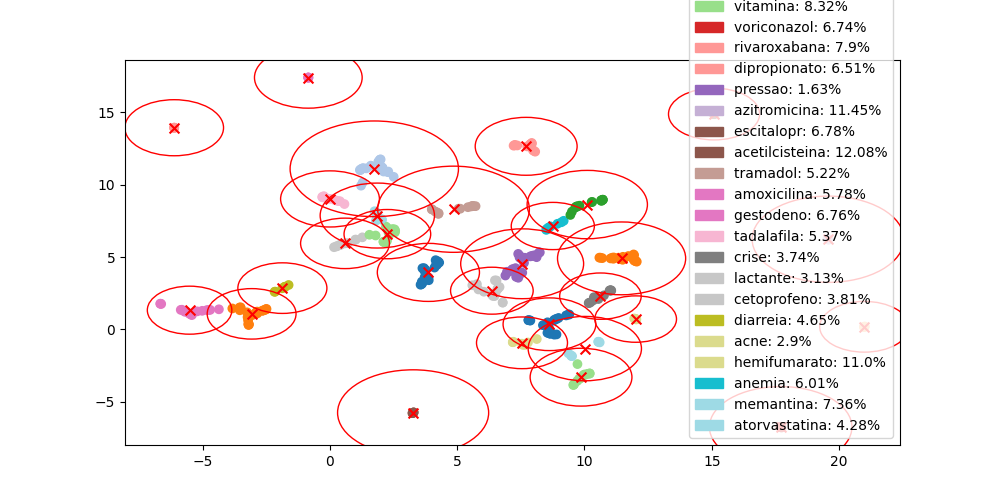 vitamina: 8.32%
voriconazol: 6.74%
rivaroxabana: 7.9%
dipropionato: 6.51%
pressao: 1.63%
azitromicina: 11.45%
escitalopr: 6.78%
acetilcisteina: 12.08%
tramadol: 5.22%
amoxicilina: 5.78%
gestodeno: 6.76%
tadalafila: 5.37%
crise: 3.74%
lactante: 3.13%
cetoprofeno: 3.81%
diarreia: 4.65%
acne: 2.9%
hemifumarato: 11.0%
anemia: 6.01%
memantina: 7.36%
atorvastatina: 4.28%
15
10
5
0
−5
−5 0 5 10 15 20